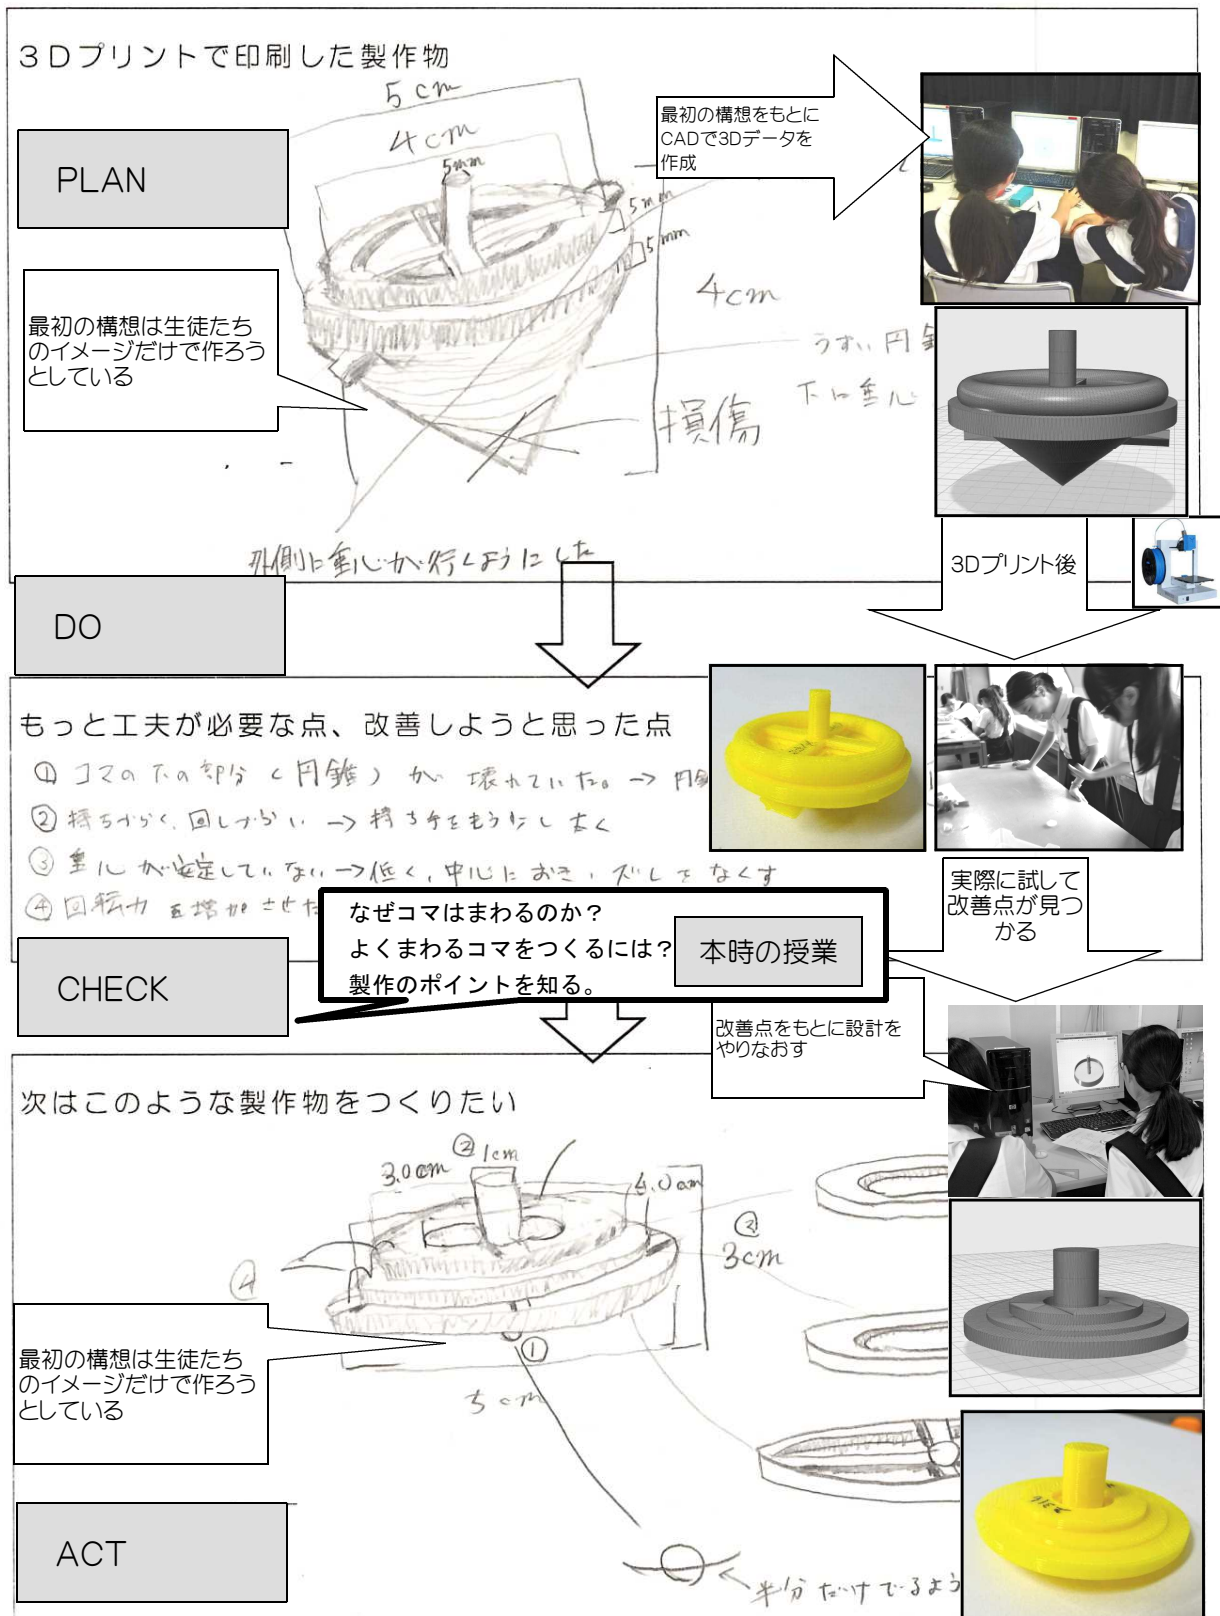 3Dプリントで印刷した製作物
5cm
4cm
5mm
最初の構想をもとに
CADで3Dデータを
作成
PLAN
5mm
5mm
4cm
最初の構想は生徒たち
のイメージだけで作ろう
としている
うすい円錐
下に重心
損傷
外側に重心が行くようにした
3Dプリント後
DO
もっと工夫が必要な点、改善しようと思った点
① コマの下の部分(円錐)が壊れていた。→ 円錐
② 持ちづらく、回しづらい → 持ち手をもう少し太く
③ 重心が安定していない→低く、中心におき、ズレをなくす
④ 回転力を増加させた
実際に試して
改善点が見つ
かる
なぜコマはまわるのか?
よくまわるコマをつくるには?
製作のポイントを知る。
本時の授業
CHECK
改善点をもとに設計を
やりなおす
次はこのような製作物をつくりたい
② 1cm
3.0cm
4.0cm
②
3cm
④
①
5cm
最初の構想は生徒たち
のイメージだけで作ろう
としている
ACT
半分だけでるよう